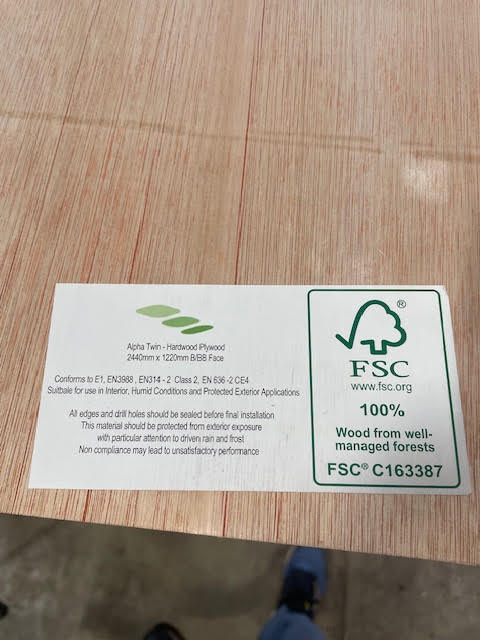 Alpha Twin - Hardwood lPlywood
2440mm x 1220mm B/BB Face
Conforms to E1, EN3988 , EN314 - 2 Class 2, EN 636 -2 CE4
Suitbale for use in Interior, Humid Conditions and Protected Exterior Applications
All edges and drill holes should be sealed before final installation
This material should be protected from exterior exposure
with particular attention to driven rain and frost
Non compliance may lead to unsatisfactory performance
®
FSC
www.fsc.org
100%
Wood from well-
managed forests
FSC® C163387